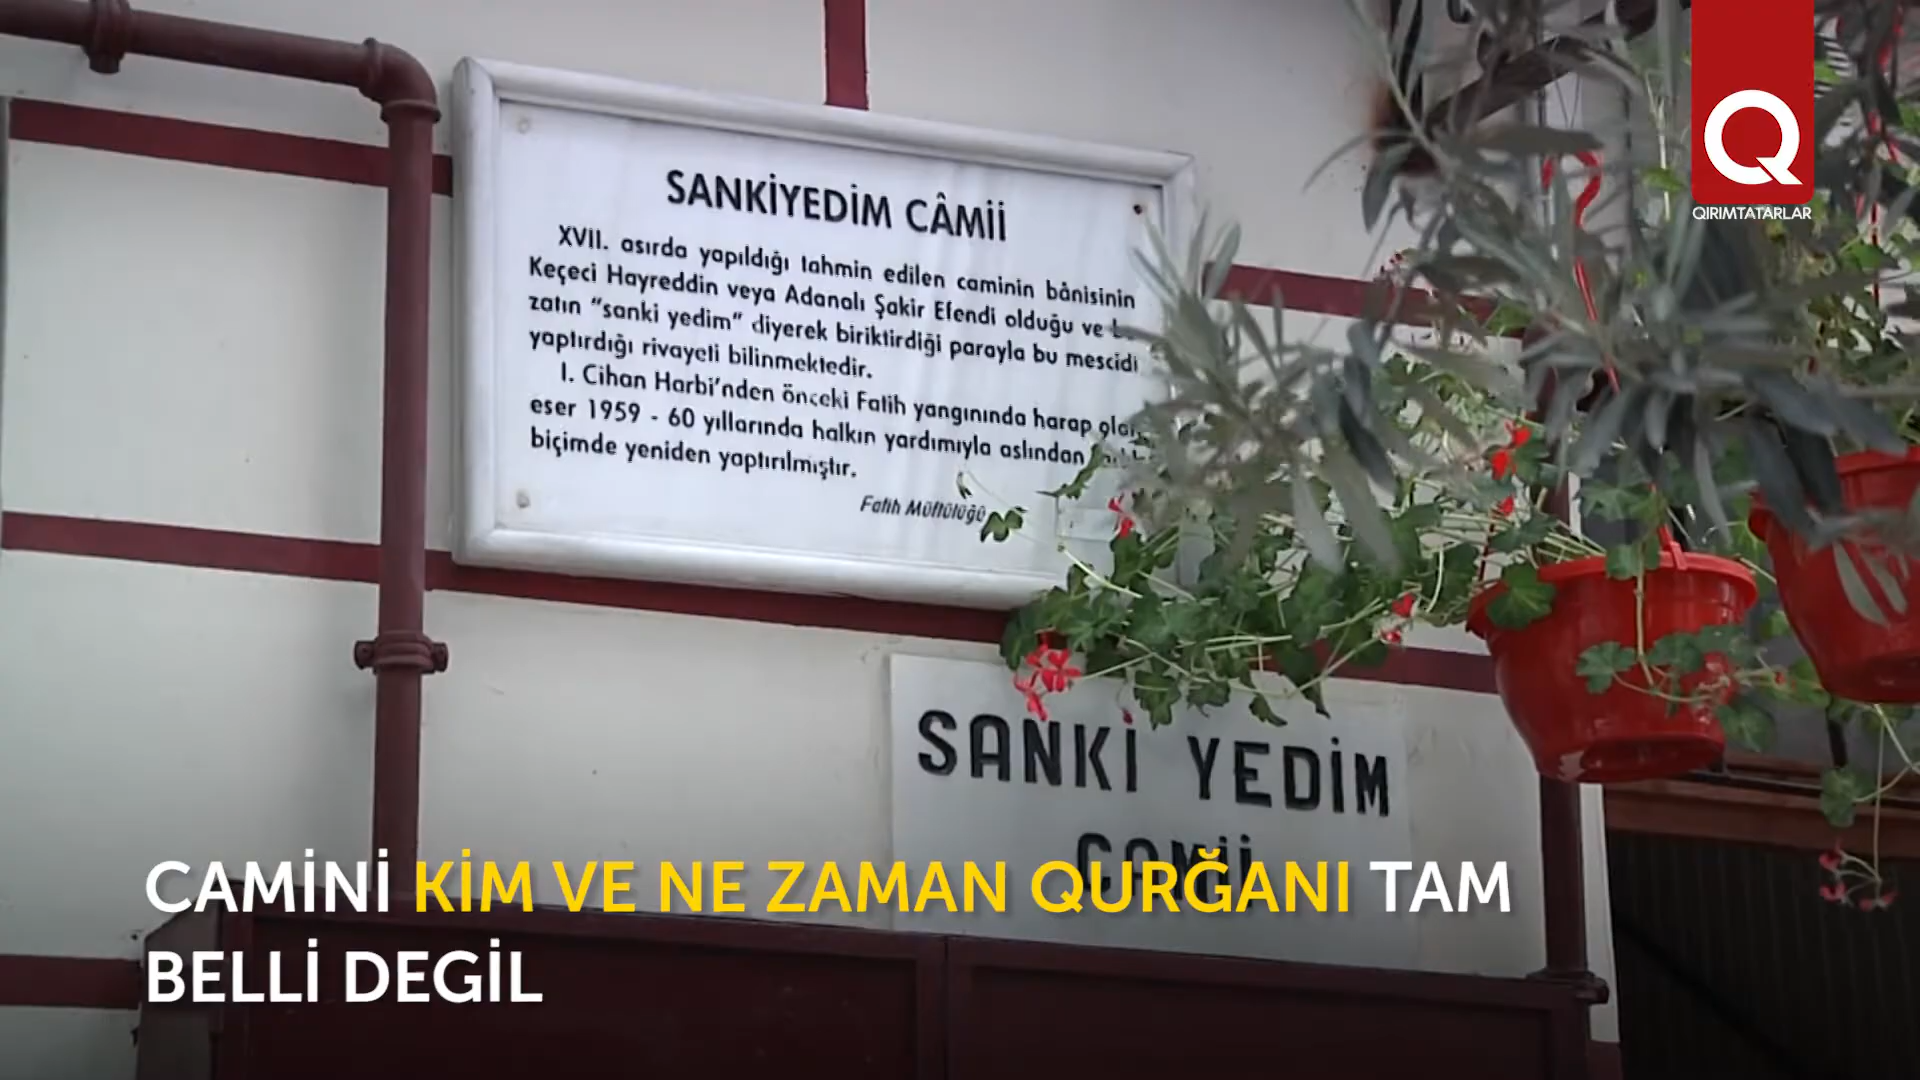 QIRIMTATARLAR
SANKİYEDİM CÂMİİ
XVII. asırda yapıldığı tahmin edilen caminin bânisinin
Keçeci Hayreddin veya Adanalı Şakir Efendi olduğu ve
zatın "sanki yedim" diyerek biriktirdiği parayla bu mescidi
yaptırdığı rivayeti bilinmektedir.
I. Cihan Harbi'nden önceki Fatih yangınında harap
eser 1959 - 60 yıllarında halkın yardımıyla aslından
biçimde yeniden yaptırılmıştır.
Fatih Müftülüğü
SANKİ YEDİM
CAMİİ
CAMİNİ KİM VE NE ZAMAN QURĞANI TAM
BELLİ DEGİL